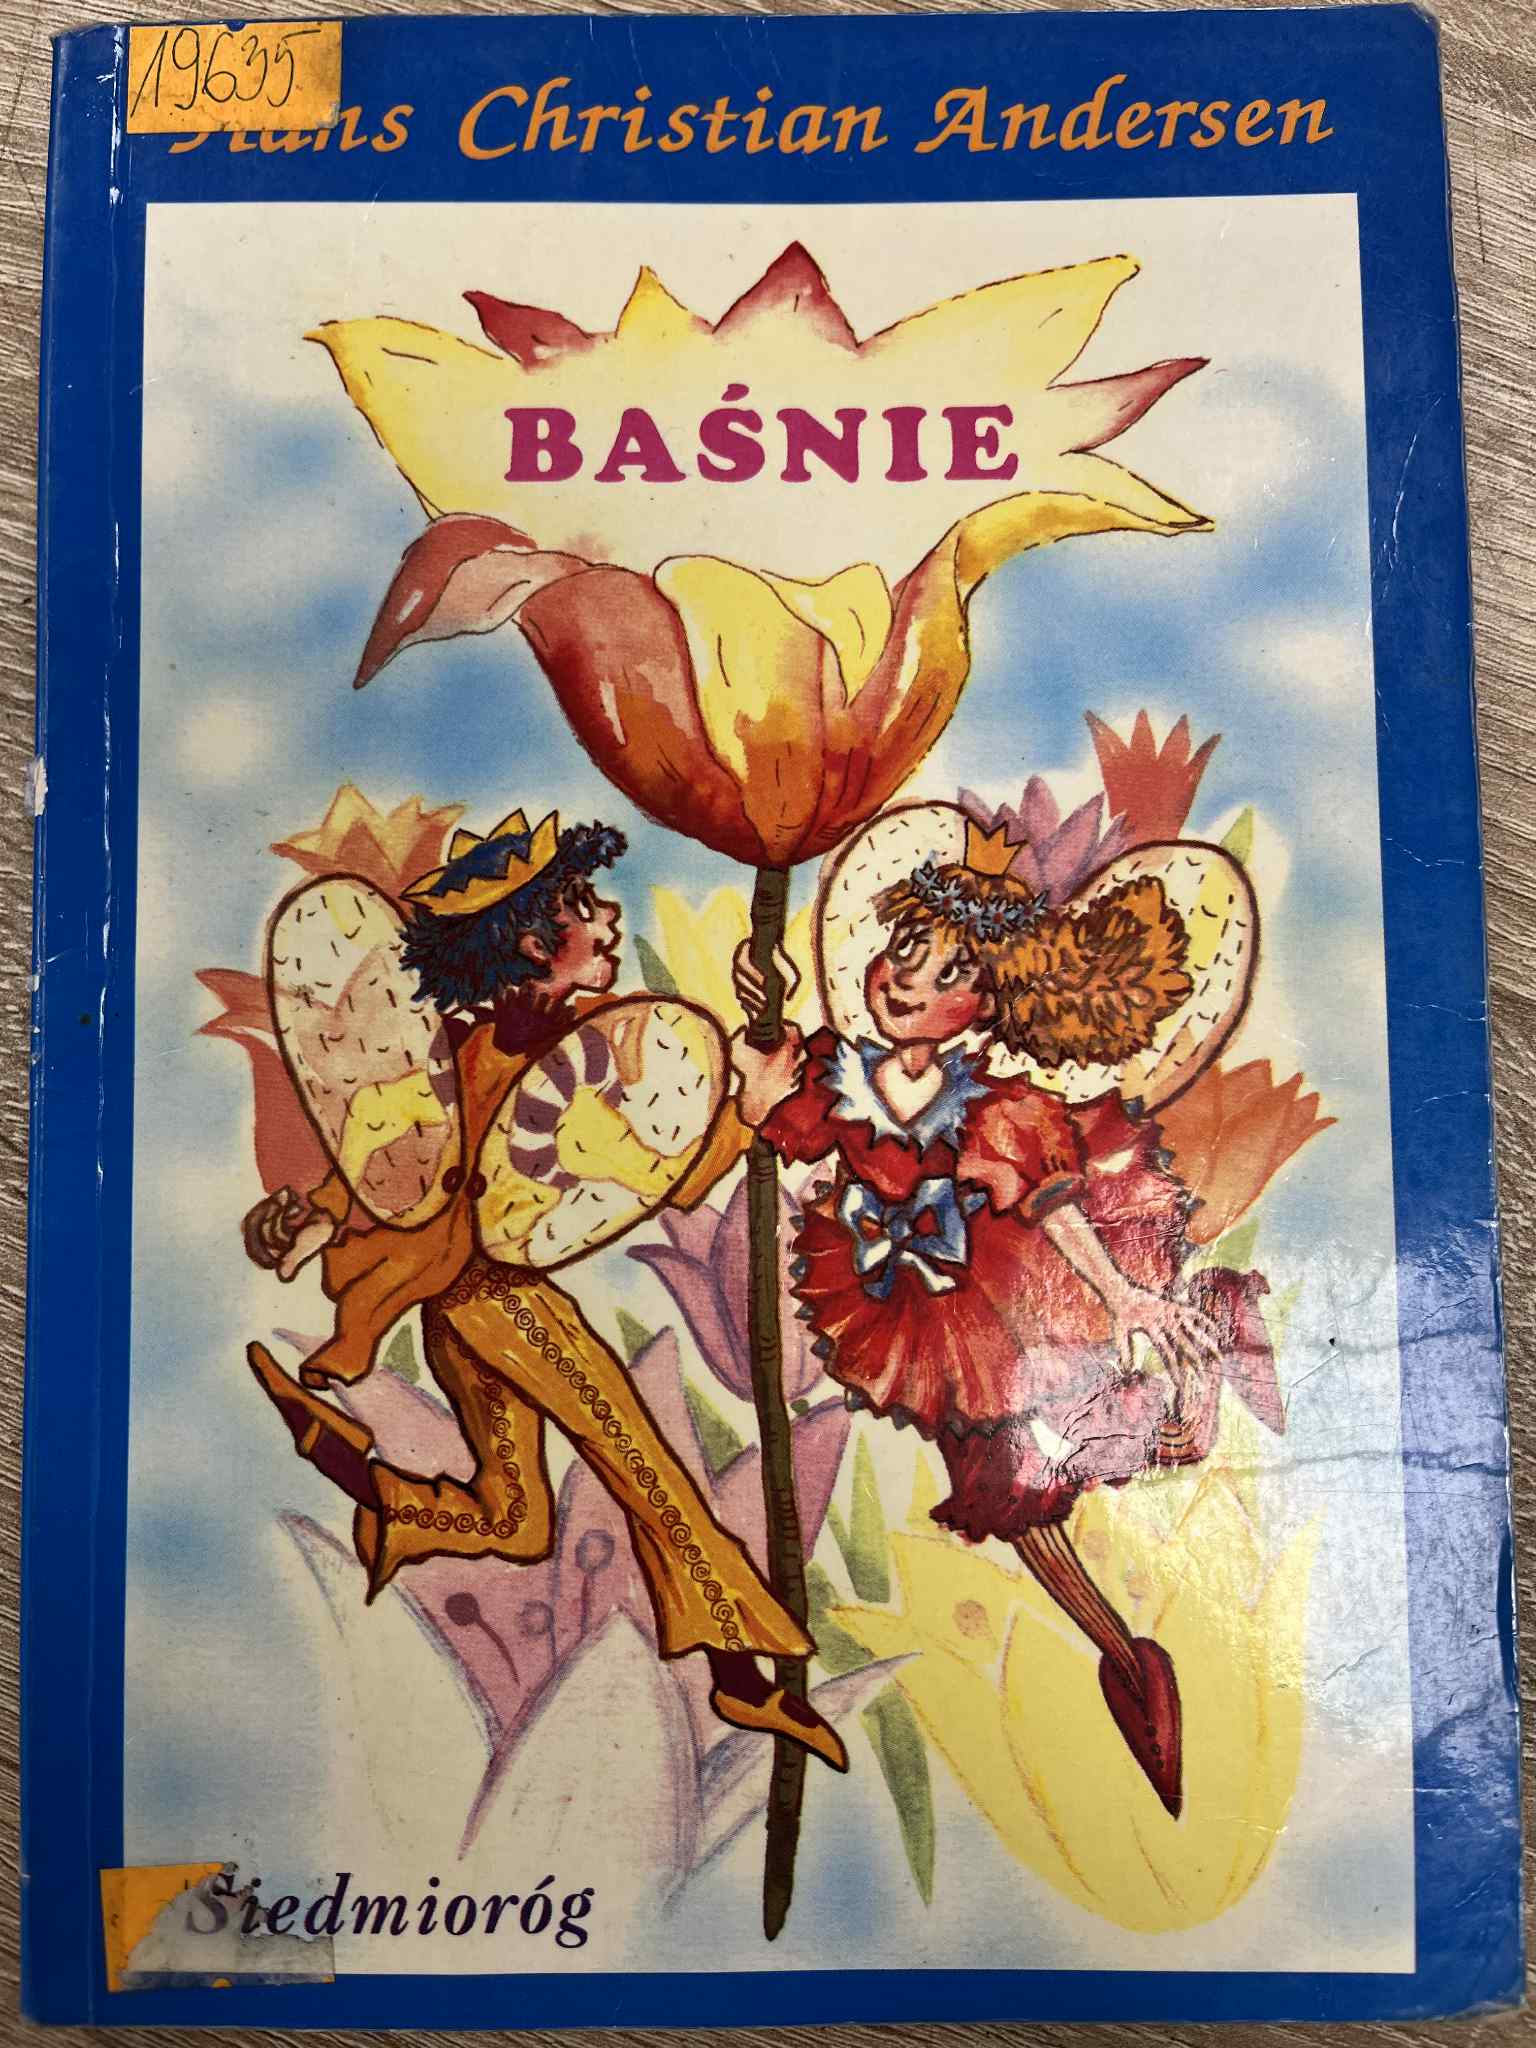 19635
Hans Christian Andersen
BAŚNIE
Siedmioróg